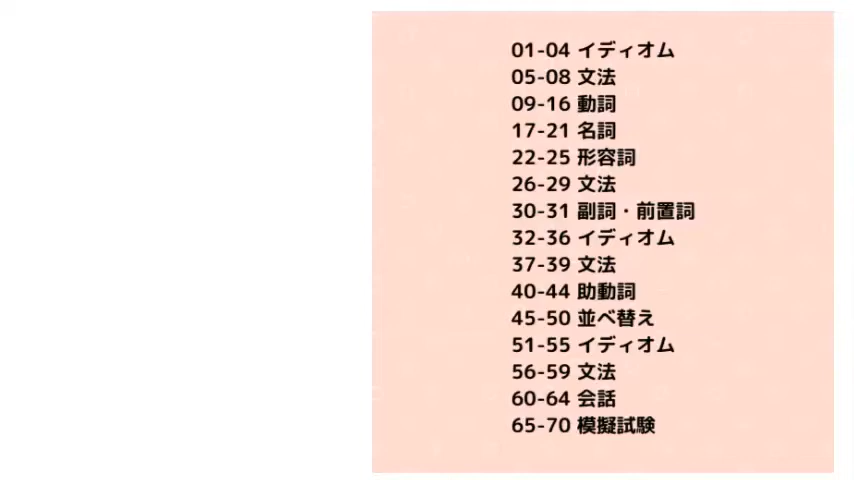 01-04 イディオム
05-08 文法
09-16 動詞
17-21 名詞
22-25 形容詞
26-29 文法
30-31 副詞・前置詞
32-36 イディオム
37-39 文法
40-44 助動詞
45-50 並べ替え
51-55 イディオム
56-59 文法
60-64 会話
65-70 模擬試験